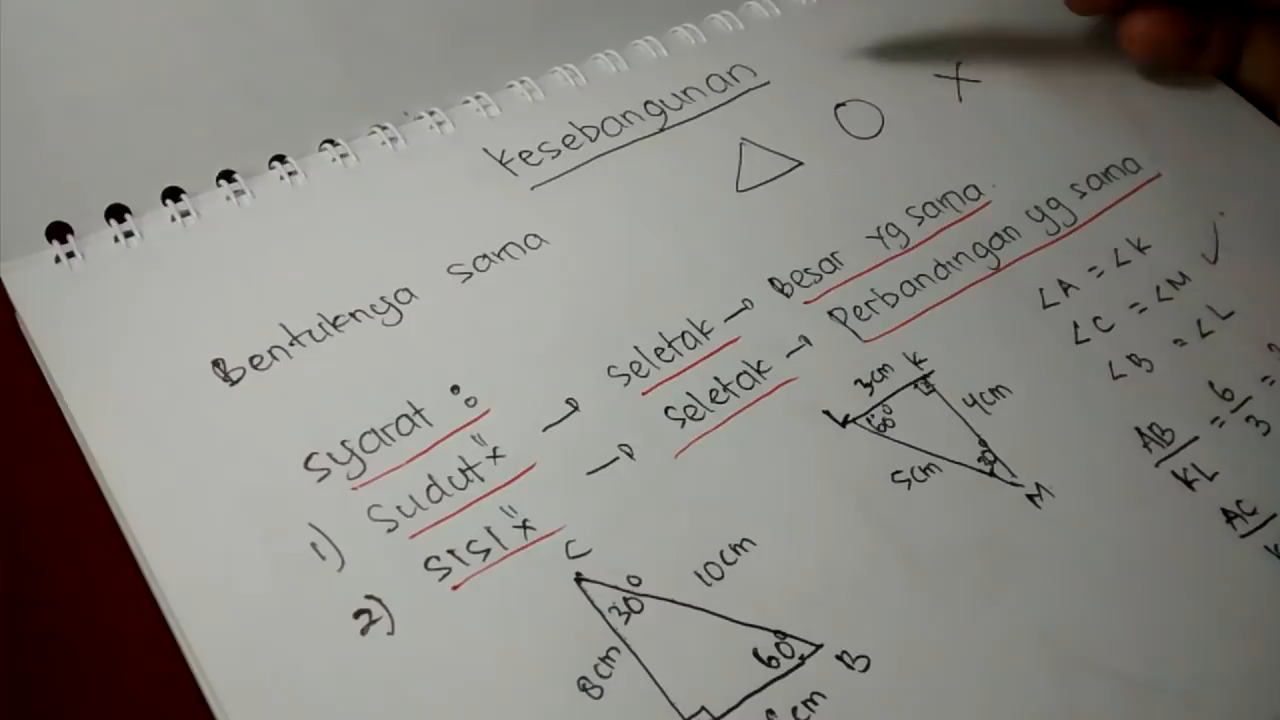 Kesebangunan
Bentuknya sama
Syarat :
1) Sudut"x → Seletak → Besar yg sama.
2) SISI"x → Seletak → Perbandingan yg sama
∠A = ∠K
∠C = ∠M ✓
∠B = ∠L
AB/KL = 6/3 =
AC/
3cm K
60°
4cm
30°
5cm
M
C
30°
10cm
8cm
60°
B
cm